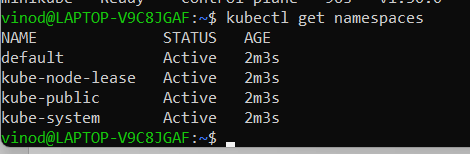 vinod@LAPTOP-V9C8JGAF:~$ kubectl get namespaces
NAME STATUS AGE
default Active 2m3s
kube-node-lease Active 2m3s
kube-public Active 2m3s
kube-system Active 2m3s
vinod@LAPTOP-V9C8JGAF:~$